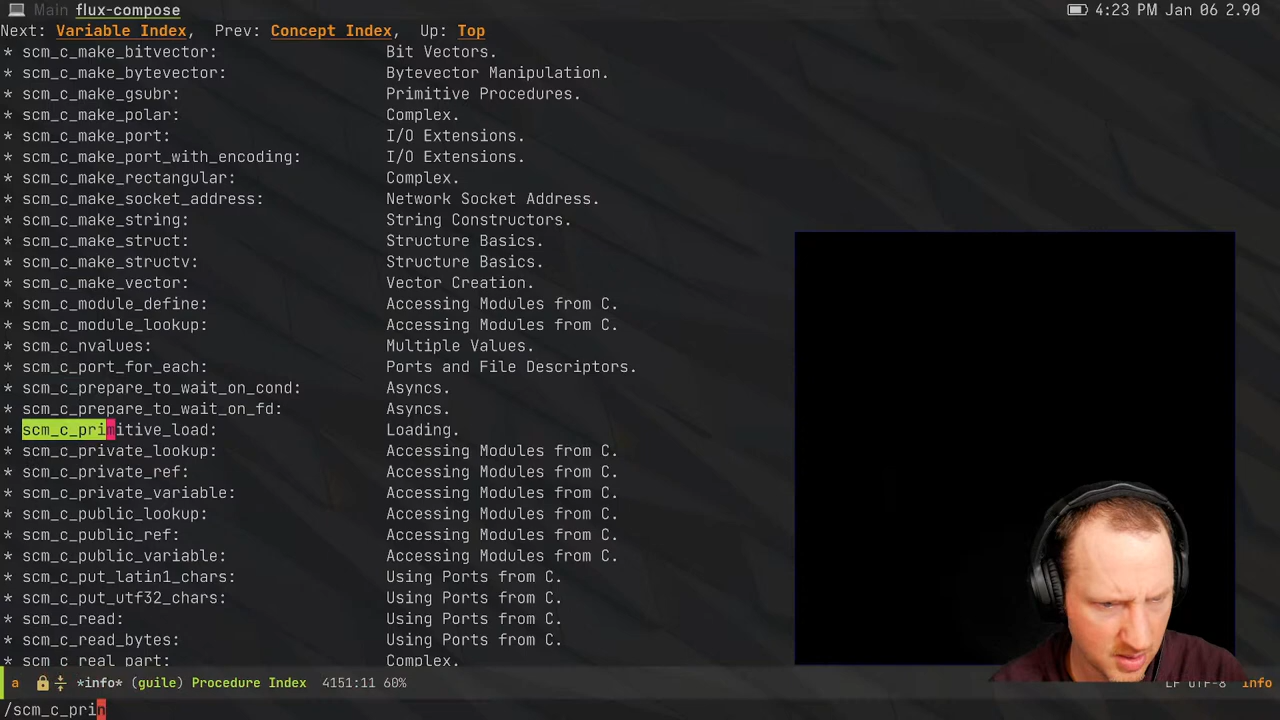 Main flux-compose 4:23 PM Jan 06 2.90
Next: Variable Index, Prev: Concept Index, Up: Top
* scm_c_make_bitvector: Bit Vectors.
* scm_c_make_bytevector: Bytevector Manipulation.
* scm_c_make_gsubr: Primitive Procedures.
* scm_c_make_polar: Complex.
* scm_c_make_port: I/O Extensions.
* scm_c_make_port_with_encoding: I/O Extensions.
* scm_c_make_rectangular: Complex.
* scm_c_make_socket_address: Network Socket Address.
* scm_c_make_string: String Constructors.
* scm_c_make_struct: Structure Basics.
* scm_c_make_structv: Structure Basics.
* scm_c_make_vector: Vector Creation.
* scm_c_module_define: Accessing Modules from C.
* scm_c_module_lookup: Accessing Modules from C.
* scm_c_nvalues: Multiple Values.
* scm_c_port_for_each: Ports and File Descriptors.
* scm_c_prepare_to_wait_on_cond: Asyncs.
* scm_c_prepare_to_wait_on_fd: Asyncs.
* scm_c_primitive_load: Loading.
* scm_c_private_lookup: Accessing Modules from C.
* scm_c_private_ref: Accessing Modules from C.
* scm_c_private_variable: Accessing Modules from C.
* scm_c_public_lookup: Accessing Modules from C.
* scm_c_public_ref: Accessing Modules from C.
* scm_c_public_variable: Accessing Modules from C.
* scm_c_put_latin1_chars: Using Ports from C.
* scm_c_put_utf32_chars: Using Ports from C.
* scm_c_read: Using Ports from C.
* scm_c_read_bytes: Using Ports from C.
* scm_c_real_part: Complex.
a *info* (guile) Procedure Index 4151:11 60% LF UTF-8 Info
/scm_c_prin